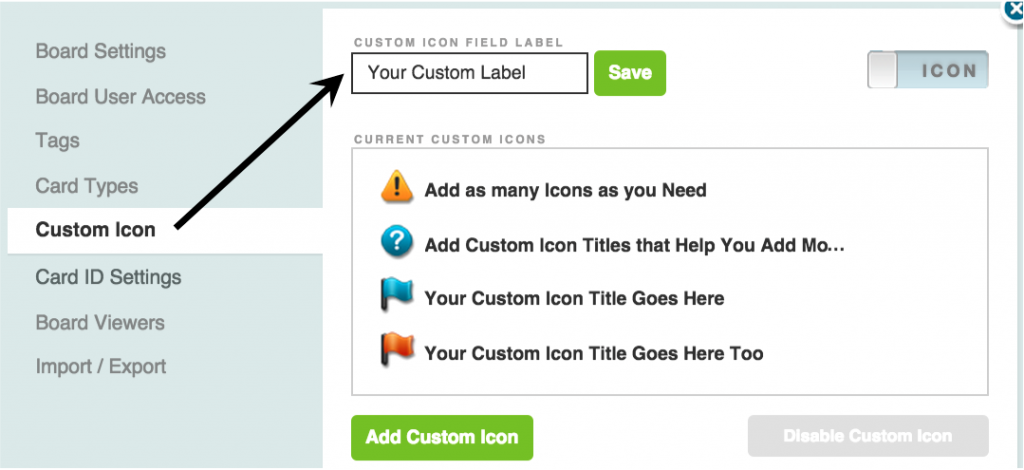 Board Settings
Board User Access
Tags
Card Types
Custom Icon
Card ID Settings
Board Viewers
Import / Export
CUSTOM ICON FIELD LABEL
Your Custom Label
Save
ICON
CURRENT CUSTOM ICONS
!
Add as many Icons as you Need
?
Add Custom Icon Titles that Help You Add Mo...
Your Custom Icon Title Goes Here
Your Custom Icon Title Goes Here Too
Add Custom Icon
Disable Custom Icon